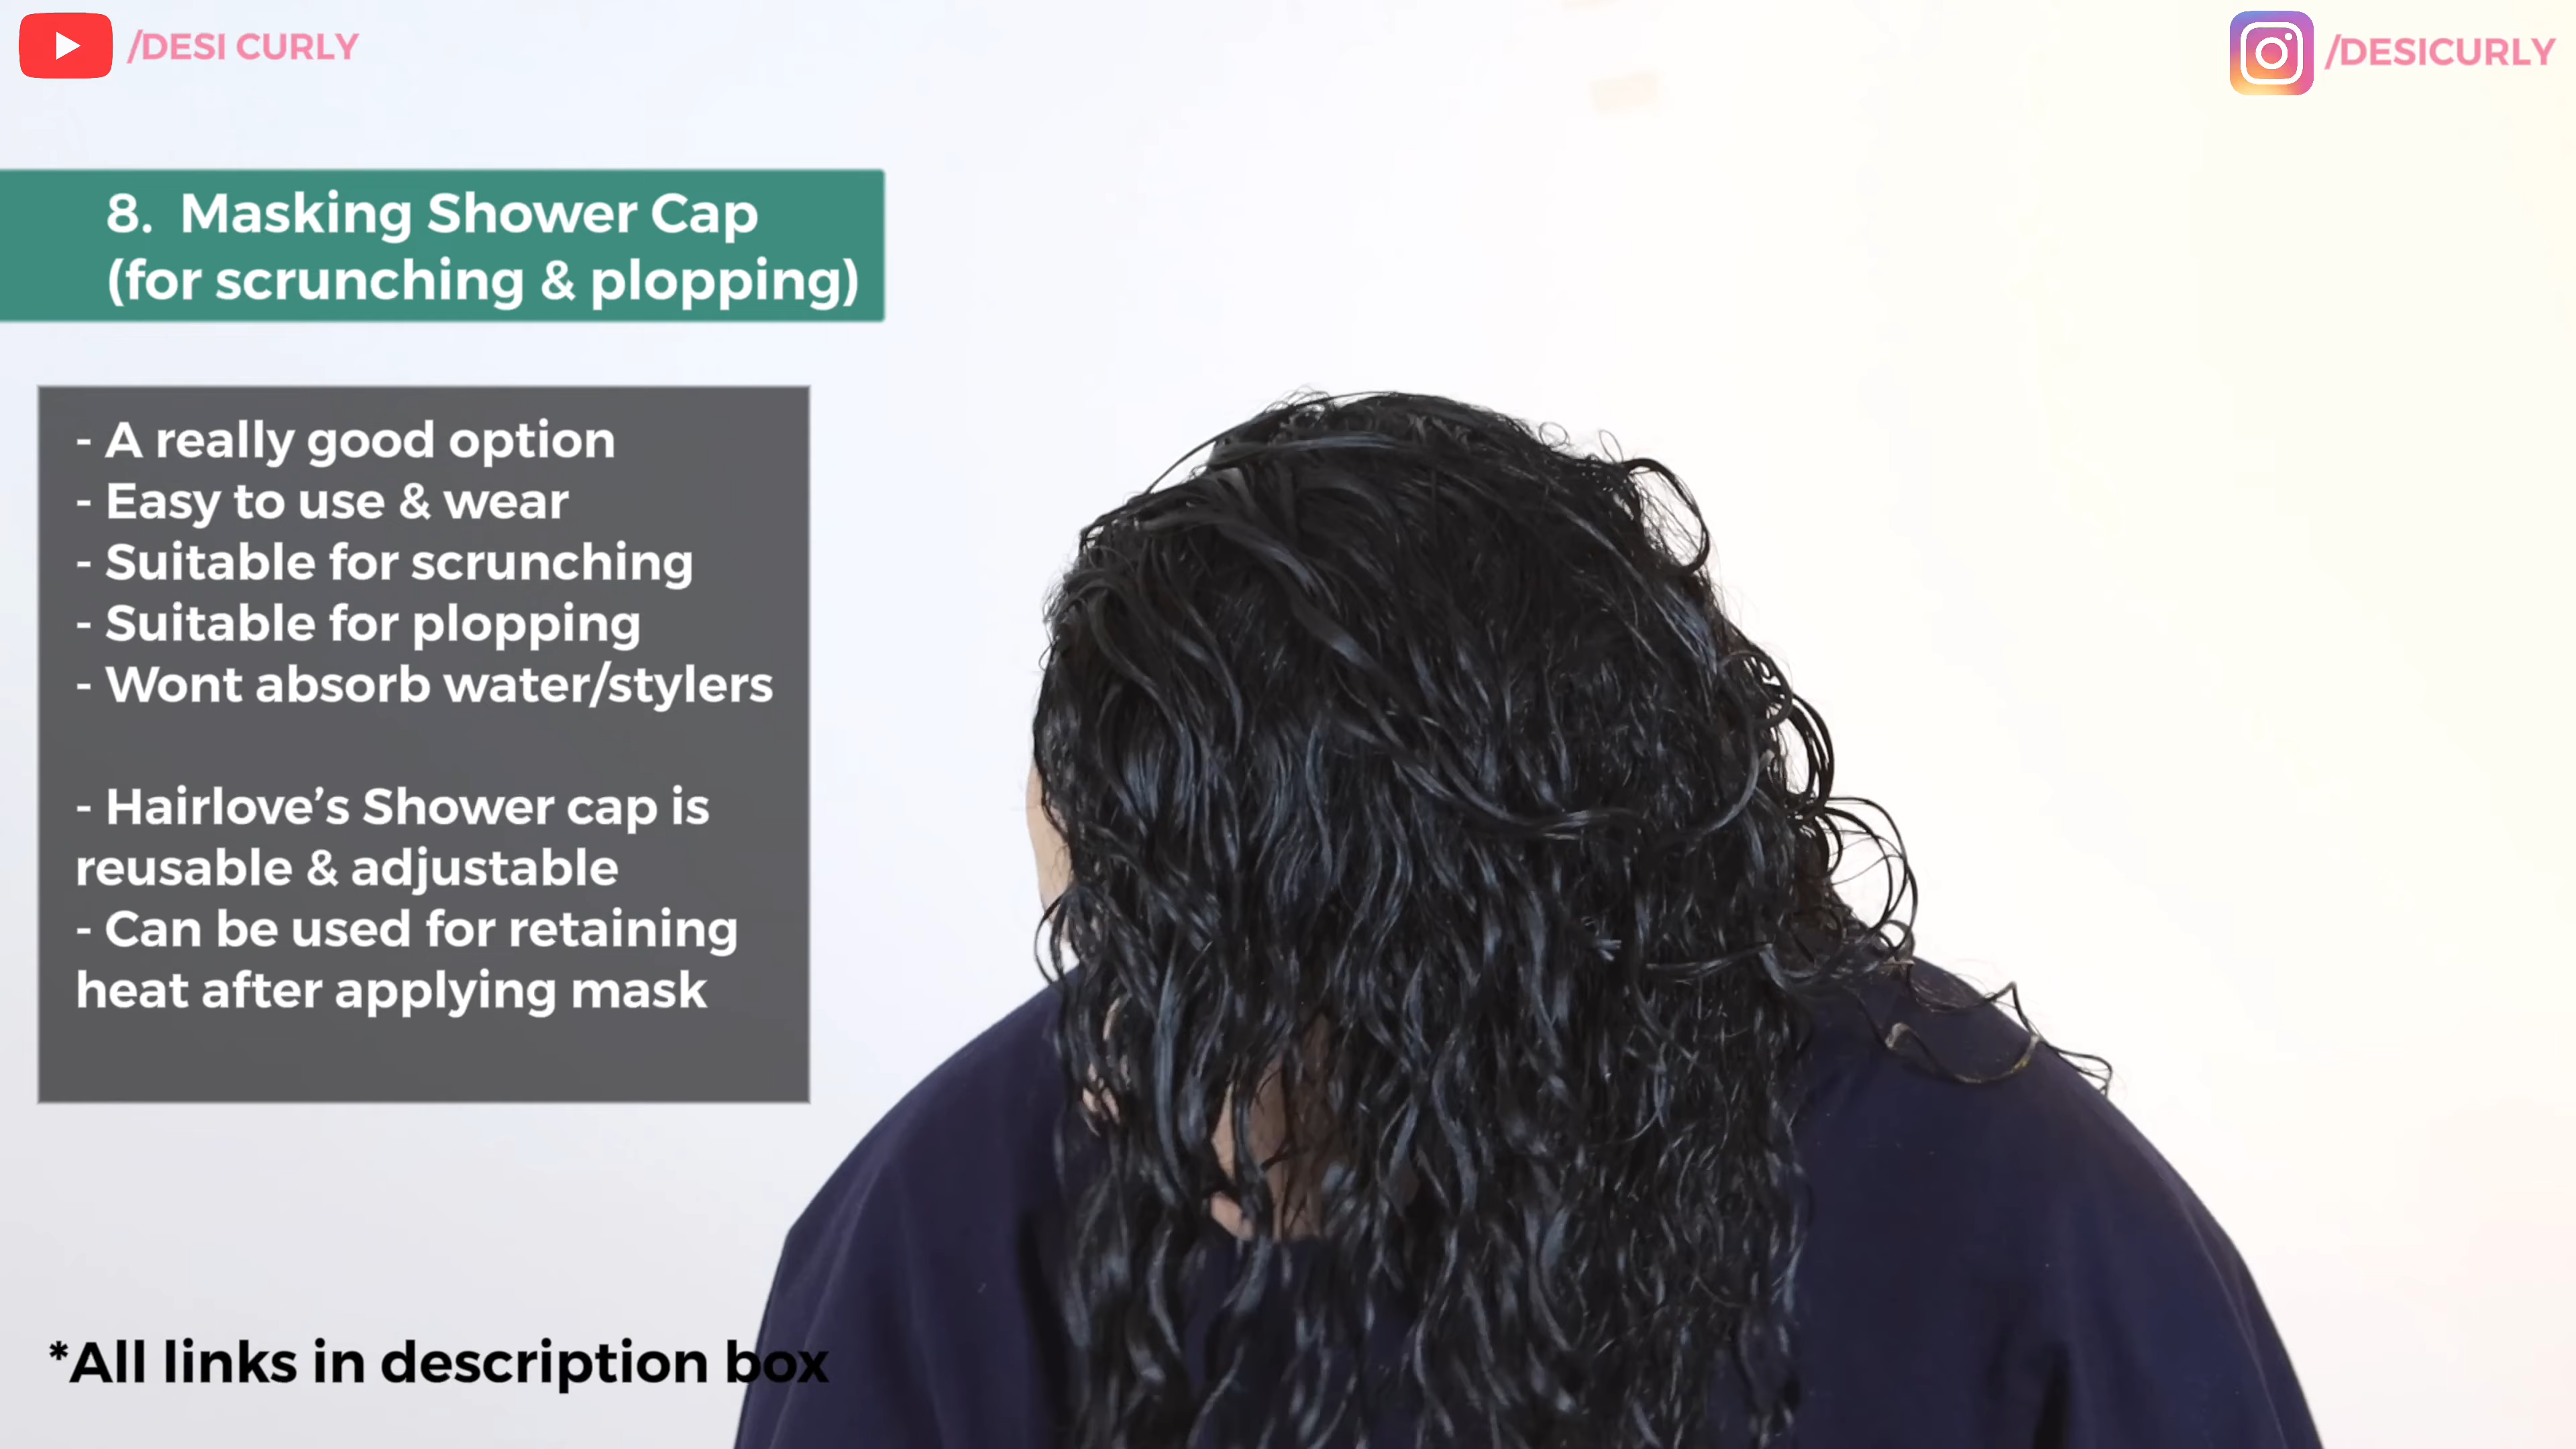 /DESI CURLY
/DESICURLY
8. Masking Shower Cap
(for scrunching & plopping)
- A really good option
- Easy to use & wear
- Suitable for scrunching
- Suitable for plopping
- Wont absorb water/stylers
- Hairlove’s Shower cap is
reusable & adjustable
- Can be used for retaining
heat after applying mask
*All links in description box